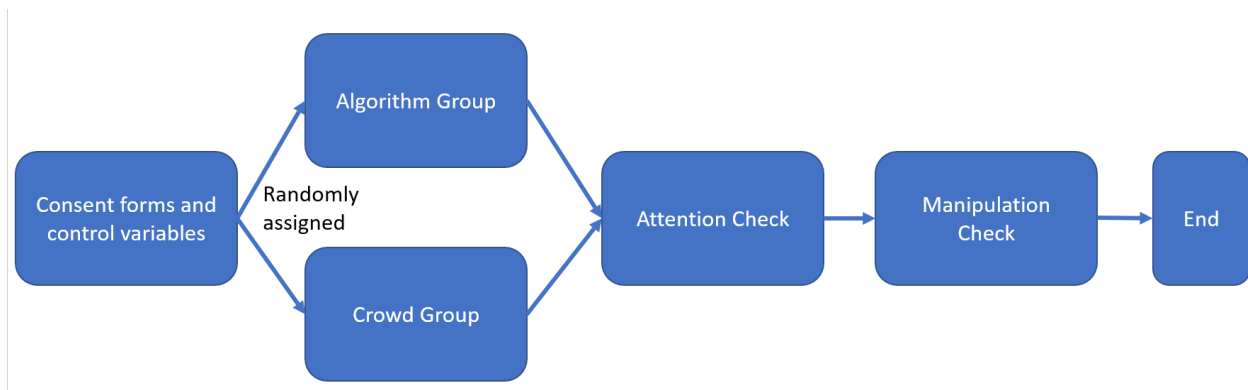 Consent forms and
control variables
Algorithm Group
Randomly
assigned
Crowd Group
Attention Check
Manipulation
Check
End